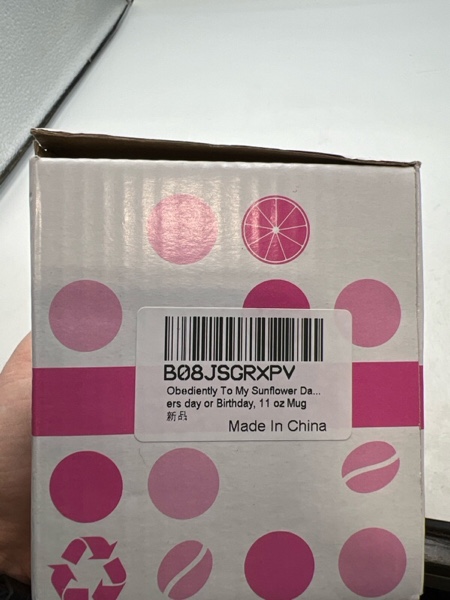 B08JSGRXPV
Obediently To My Sunflower Da...
ers day or Birthday, 11 oz Mug
新品
Made In China